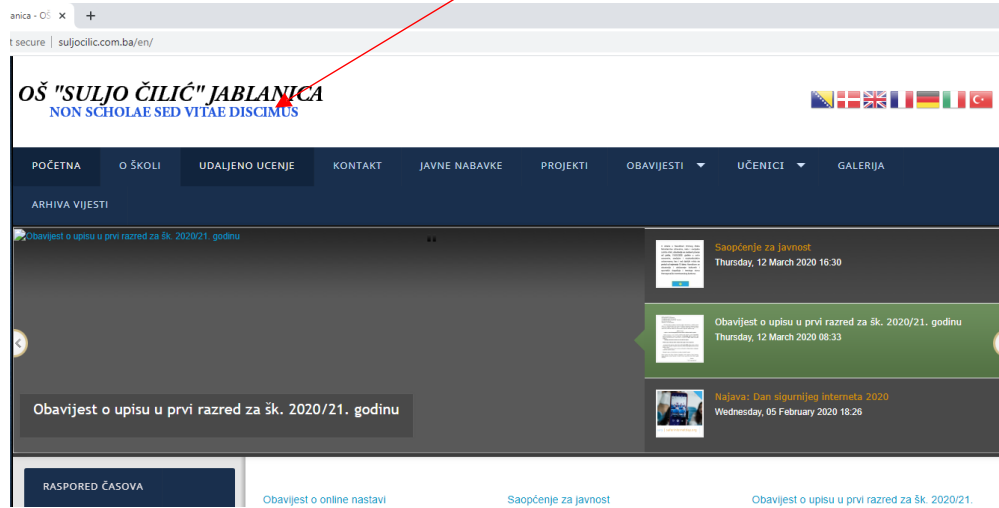 anica - OŠ × +
t secure | suljocilic.com.ba/en/
OŠ "SULJO ČILIĆ" JABLANICA
NON SCHOLAE SED VITAE DISCIMUS
POČETNA O ŠKOLI UDALJENO UCENJE KONTAKT JAVNE NABAVKE PROJEKTI OBAVIJESTI UČENICI GALERIJA
ARHIVA VIJESTI
Obavijest o upisu u prvi razred za šk. 2020/21. godinu
Saopćenje za javnost
Thursday, 12 March 2020 16:30
Obavijest o upisu u prvi razred za šk. 2020/21. godinu
Thursday, 12 March 2020 08:33
Najava: Dan sigurnijeg interneta 2020
Wednesday, 05 February 2020 18:26
Obavijest o upisu u prvi razred za šk. 2020/21. godinu
RASPORED ČASOVA
Obavijest o online nastavi
Saopčenje za javnost
Obavijest o upisu u prvi razred za šk. 2020/21.